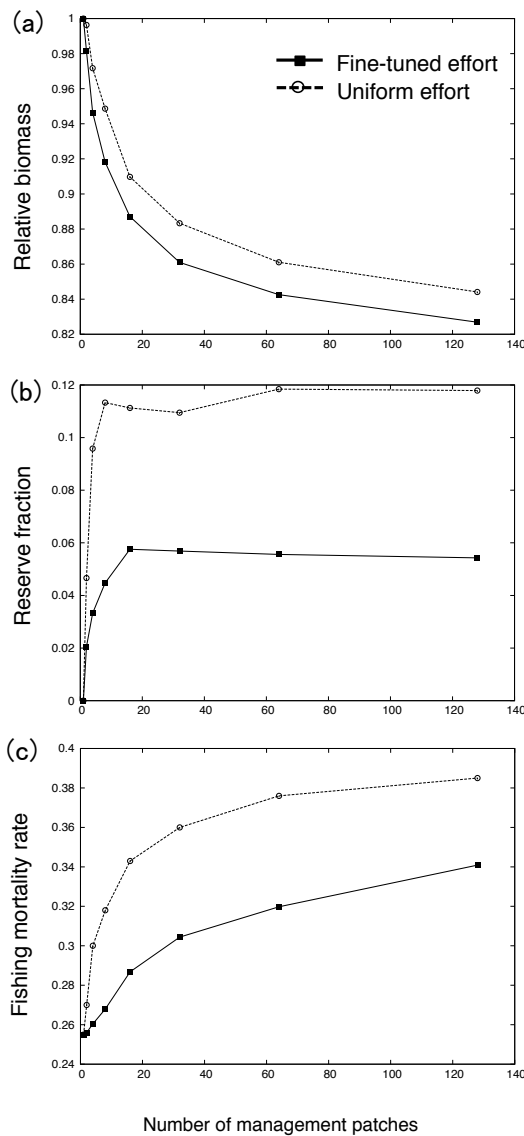 (a)
1
0.98
0.96
0.94
0.92
0.9
0.88
0.86
0.84
0.82
Relative biomass
Fine-tuned effort
Uniform effort
0 20 40 60 80 100 120 140
(b)
0.12
0.1
0.08
0.06
0.04
0.02
0
Reserve fraction
0 20 40 60 80 100 120 140
(c)
0.4
0.38
0.36
0.34
0.32
0.3
0.28
0.26
0.24
Fishing mortality rate
0 20 40 60 80 100 120 140
Number of management patches